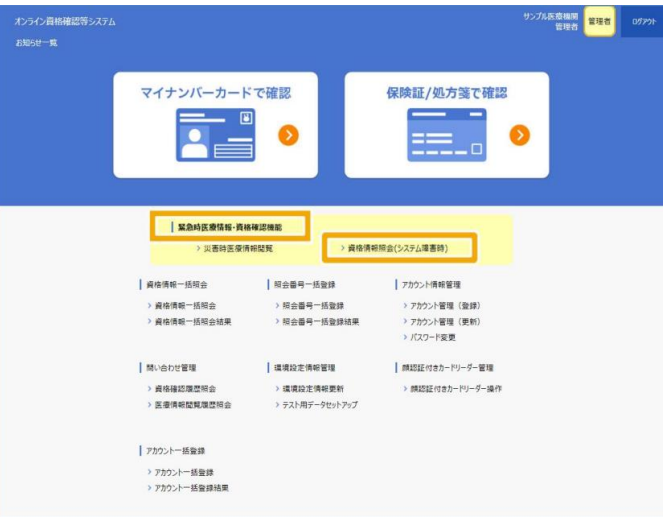 オンライン資格確認等システム
サンプル医療機関
管理者
管理者
ログアウト
お知らせ一覧
マイナンバーカードで確認
保険証/処方箋で確認
緊急時医療情報・資格確認機能
災害時医療情報閲覧
資格情報照会(システム障害時)
資格情報一括照会
資格情報一括照会
資格情報一括照会結果
照会番号一括登録
照会番号一括登録
照会番号一括登録結果
アカウント情報管理
アカウント管理（登録）
アカウント管理（更新）
パスワード変更
問い合わせ管理
資格確認履歴照会
医療情報閲覧履歴照会
環境設定情報管理
環境設定情報更新
テスト用データセットアップ
顔認証付きカードリーダー管理
顔認証付きカードリーダー操作
アカウント一括登録
アカウント一括登録
アカウント一括登録結果